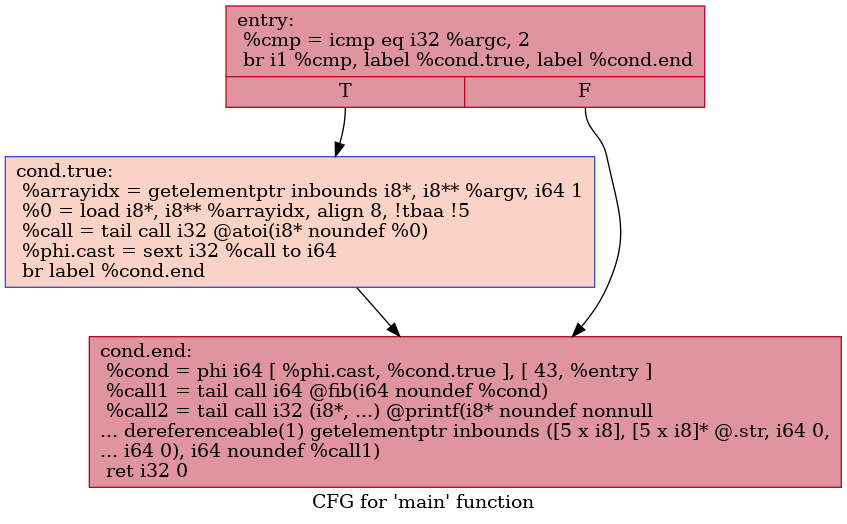 entry:
%cmp = icmp eq i32 %argc, 2
br i1 %cmp, label %cond.true, label %cond.end
T
F
cond.true:
%arrayidx = getelementptr inbounds i8*, i8** %argv, i64 1
%0 = load i8*, i8** %arrayidx, align 8, !tbaa !5
%call = tail call i32 @atoi(i8* noundef %0)
%phi.cast = sext i32 %call to i64
br label %cond.end
cond.end:
%cond = phi i64 [ %phi.cast, %cond.true ], [ 43, %entry ]
%call1 = tail call i64 @fib(i64 noundef %cond)
%call2 = tail call i32 (i8*, ...) @printf(i8* noundef nonnull
... dereferenceable(1) getelementptr inbounds ([5 x i8], [5 x i8]* @.str, i64 0,
... i64 0), i64 noundef %call1)
ret i32 0
CFG for 'main' function